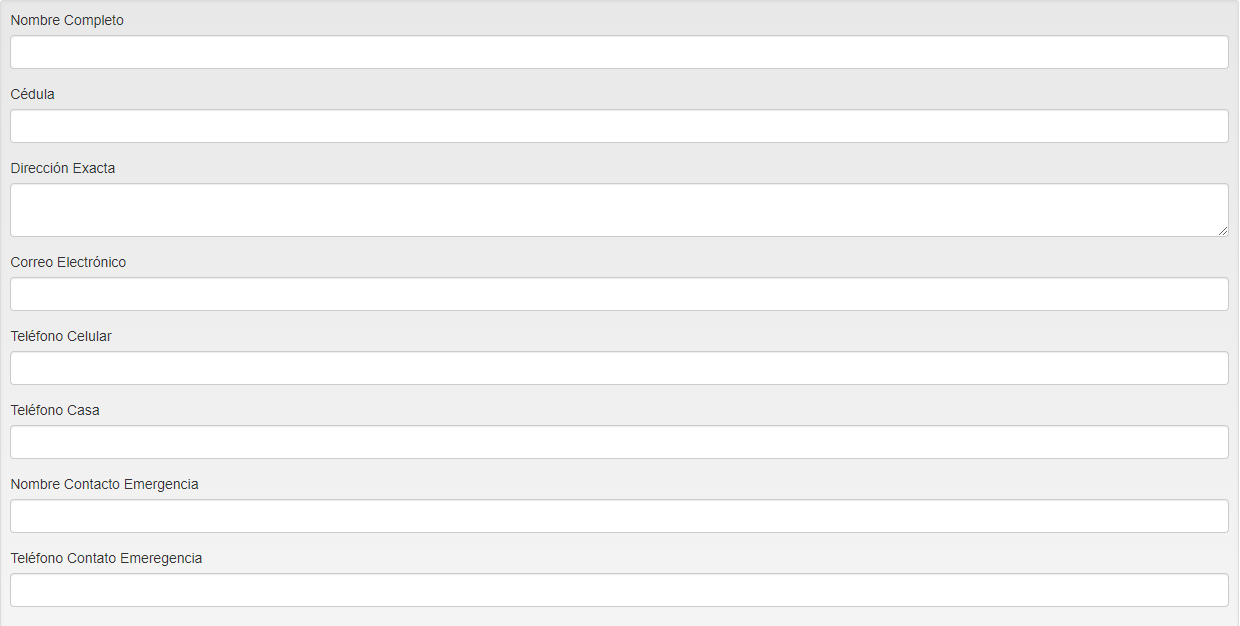 Nombre Completo
Cédula
Dirección Exacta
Correo Electrónico
Teléfono Celular
Teléfono Casa
Nombre Contacto Emergencia
Teléfono Contato Emeregencia